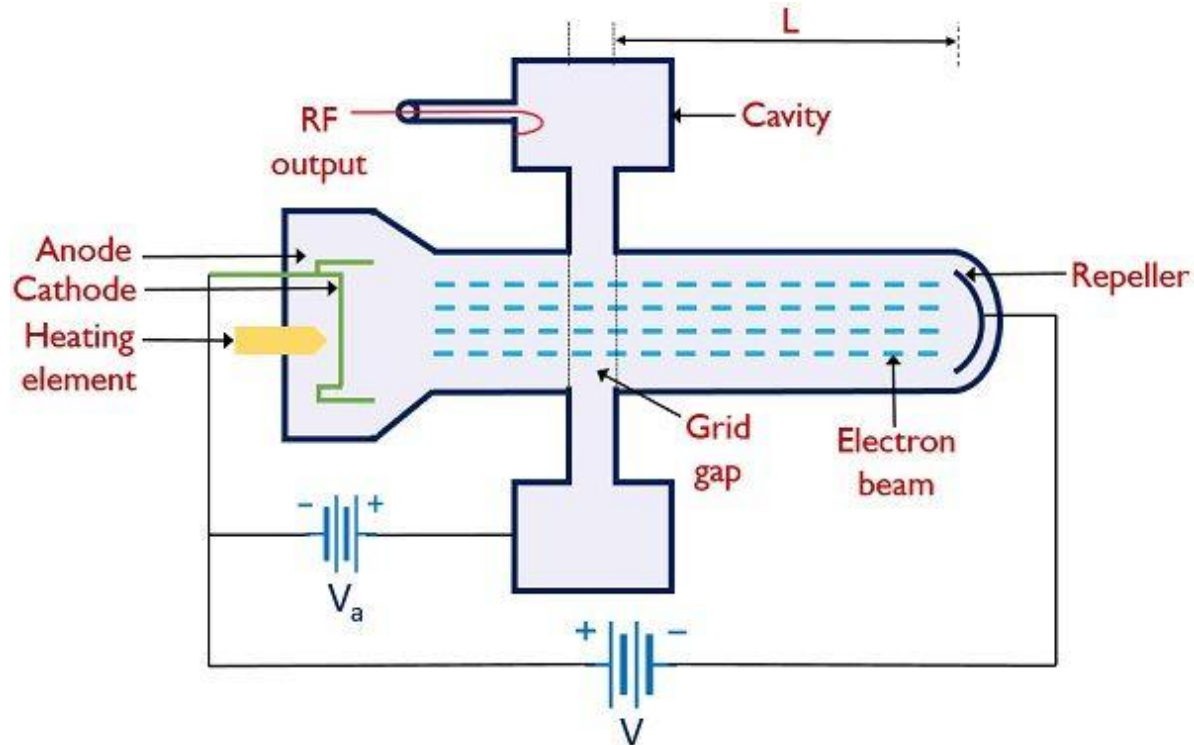 L
RF
output
Cavity
Anode
Cathode
Heating
element
Repeller
Grid
gap
Electron
beam
- +
Va
+ -
V